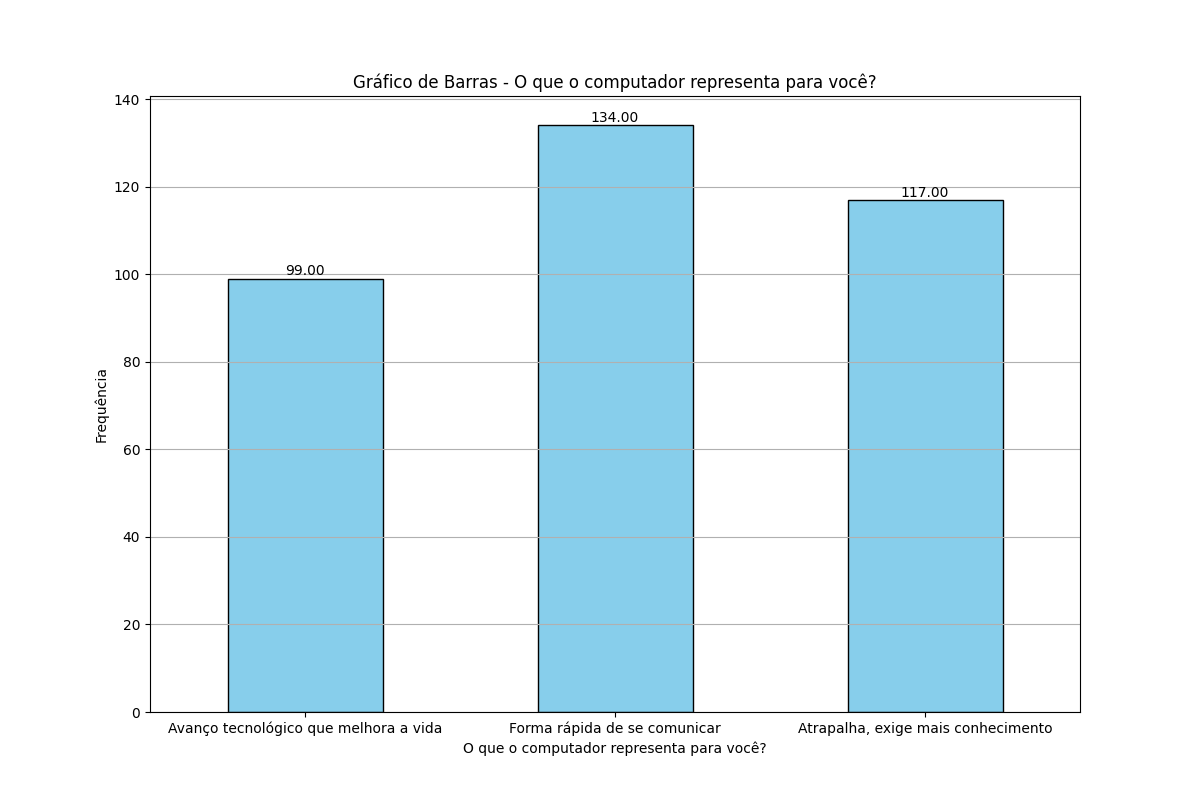 Gráfico de Barras - O que o computador representa para você?
140
134.00
120
117.00
100
99.00
80
Frequência
60
40
20
0
Avanço tecnológico que melhora a vida
Forma rápida de se comunicar
Atrapalha, exige mais conhecimento
O que o computador representa para você?